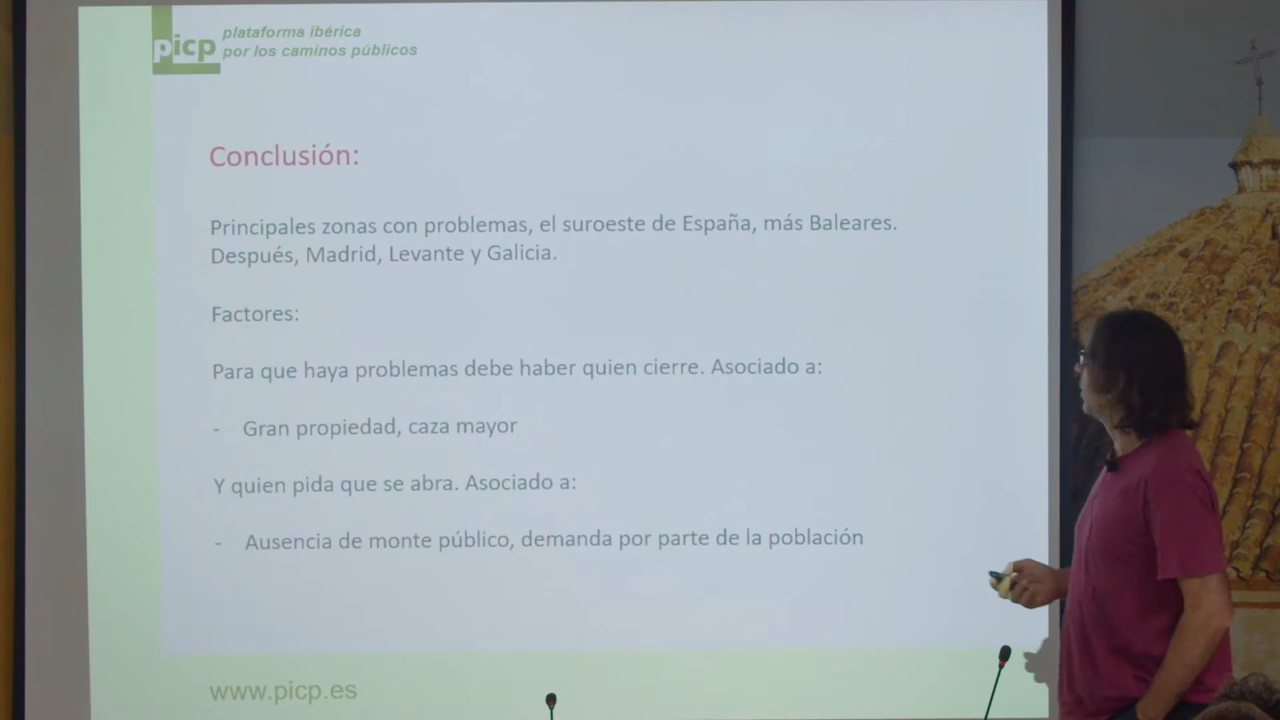 picp
plataforma ibérica
por los caminos públicos
Conclusión:
Principales zonas con problemas, el suroeste de España, más Baleares.
Después, Madrid, Levante y Galicia.
Factores:
Para que haya problemas debe haber quien cierre. Asociado a:
- Gran propiedad, caza mayor
Y quien pida que se abra. Asociado a:
- Ausencia de monte público, demanda por parte de la población
www.picp.es